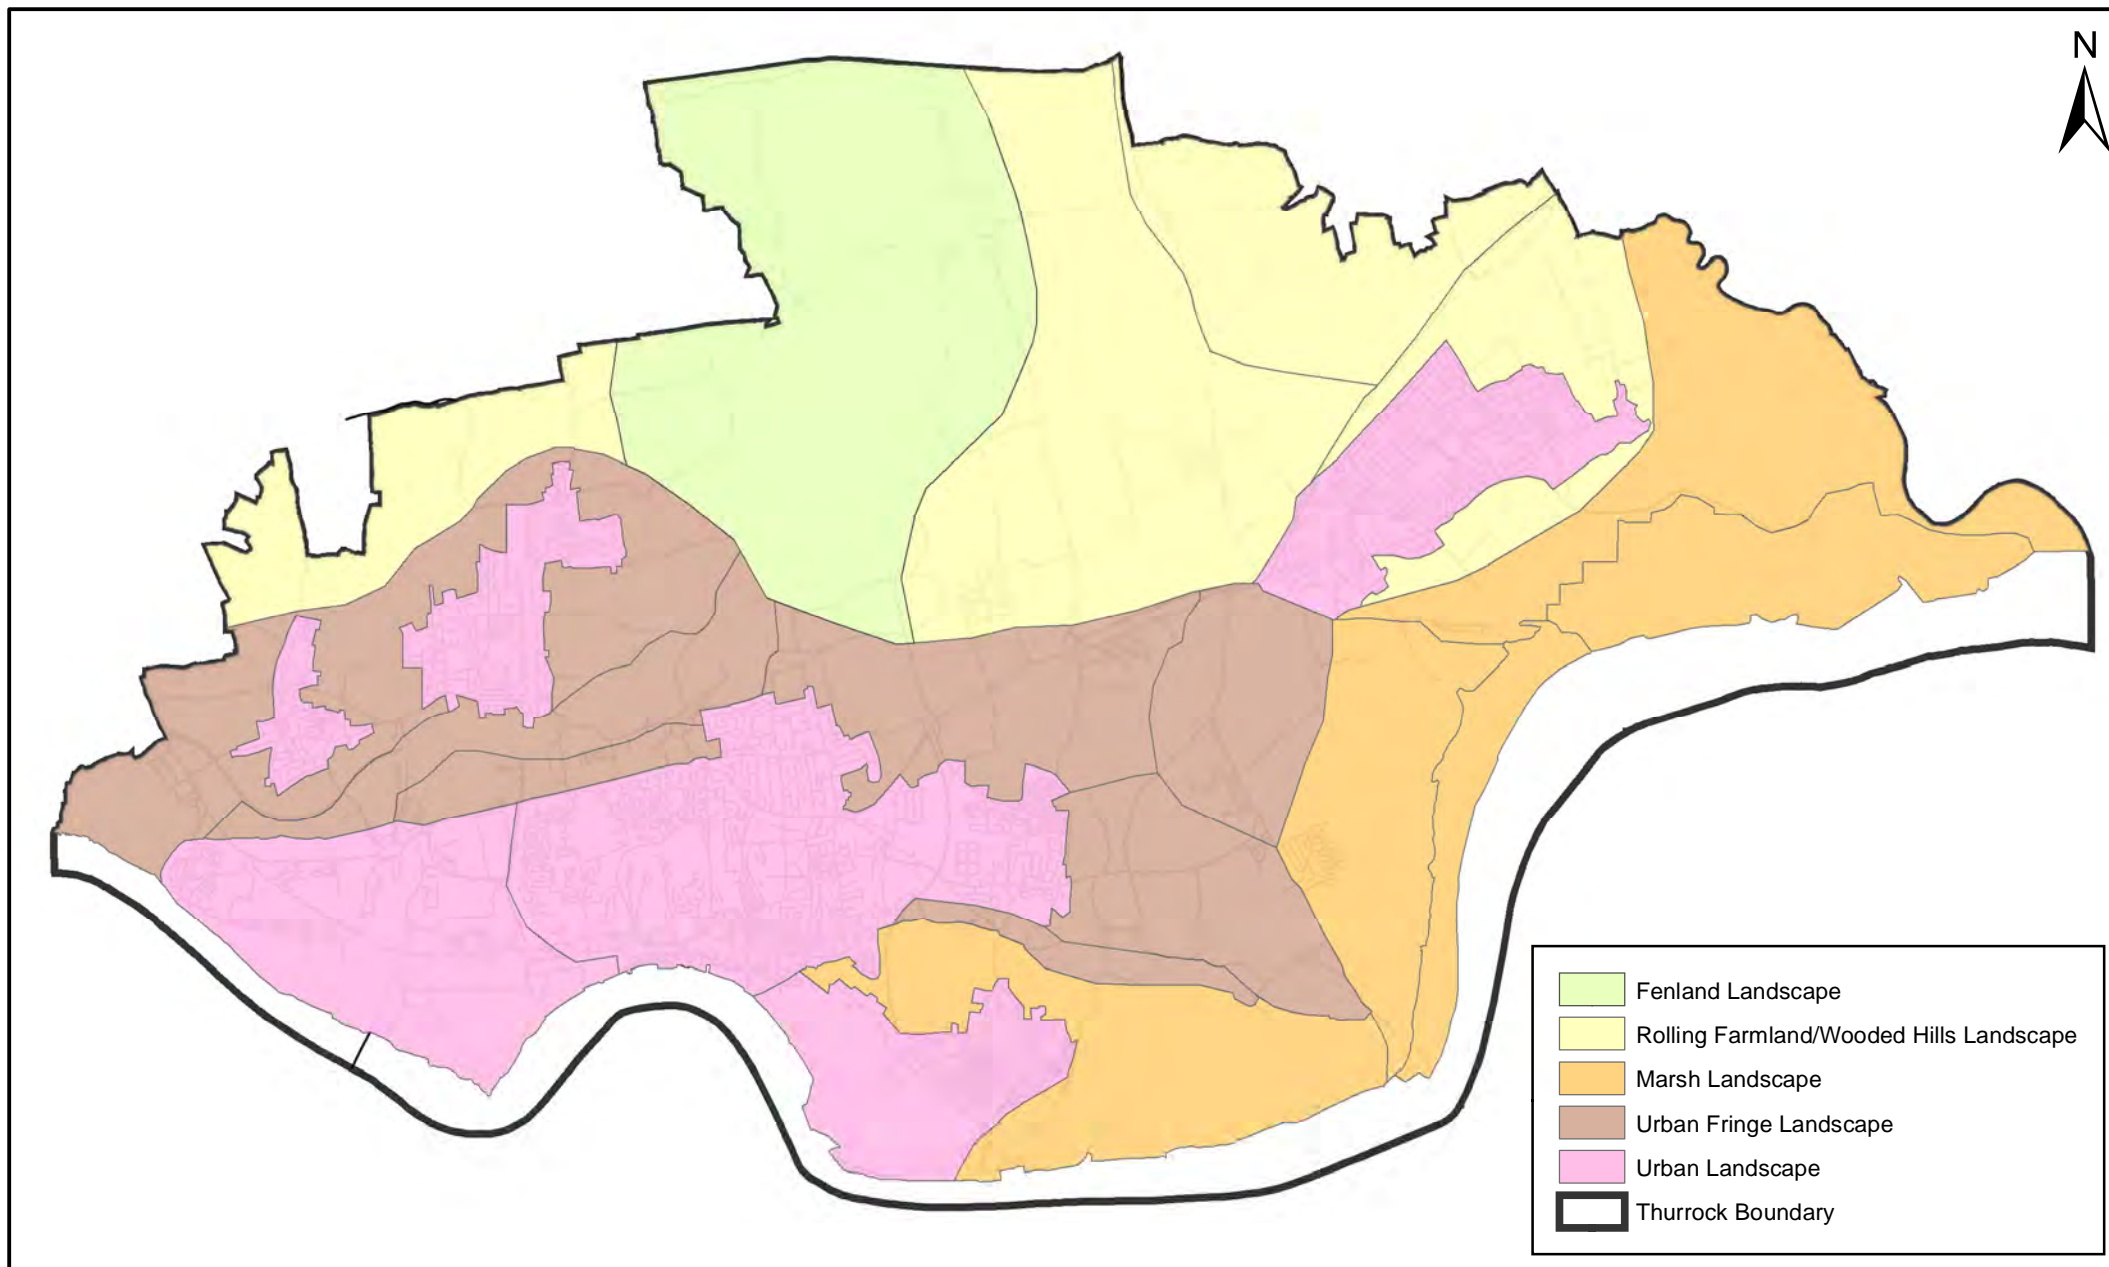 N
Fenland Landscape
Rolling Farmland/Wooded Hills Landscape
Marsh Landscape
Urban Fringe Landscape
Urban Landscape
Thurrock Boundary